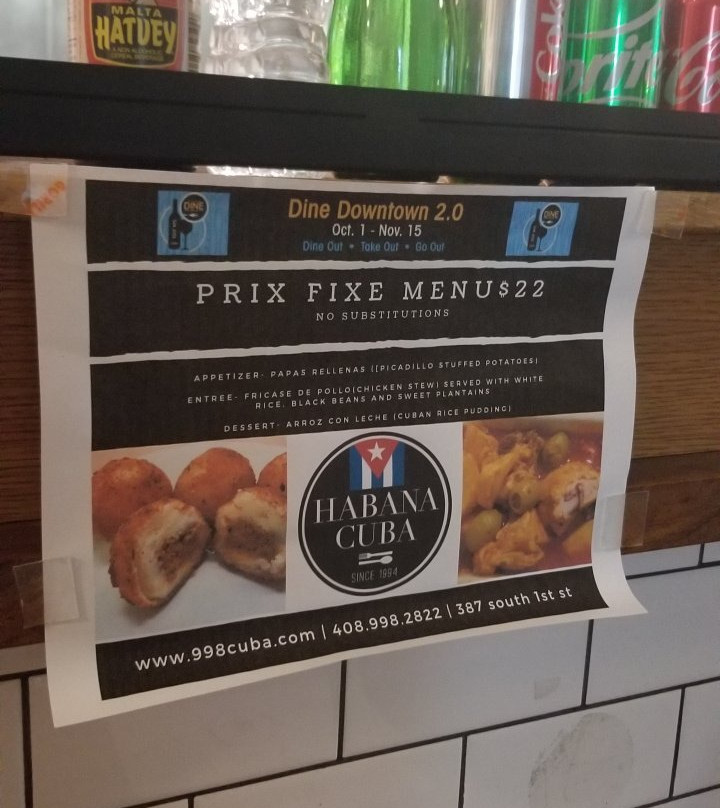 MALTA
HATUEY
Coke
Sprite
Co
DINE
Dine Downtown 2.0
Oct. 1 - Nov. 15
Dine Out • Take Out • Go Out
DINE
PRIX FIXE MENU$22
NO SUBSTITUTIONS
APPETIZER- PAPAS RELLENAS ([PICADILLO STUFFED POTATOES)
ENTREE- FRICASE DE POLLO(CHICKEN STEW) SERVED WITH WHITE
RICE, BLACK BEANS AND SWEET PLANTAINS
DESSERT- ARROZ CON LECHE (CUBAN RICE PUDDING)
HABANA
CUBA
SINCE 1994
www.998cuba.com | 408.998.2822 | 387 south 1st st